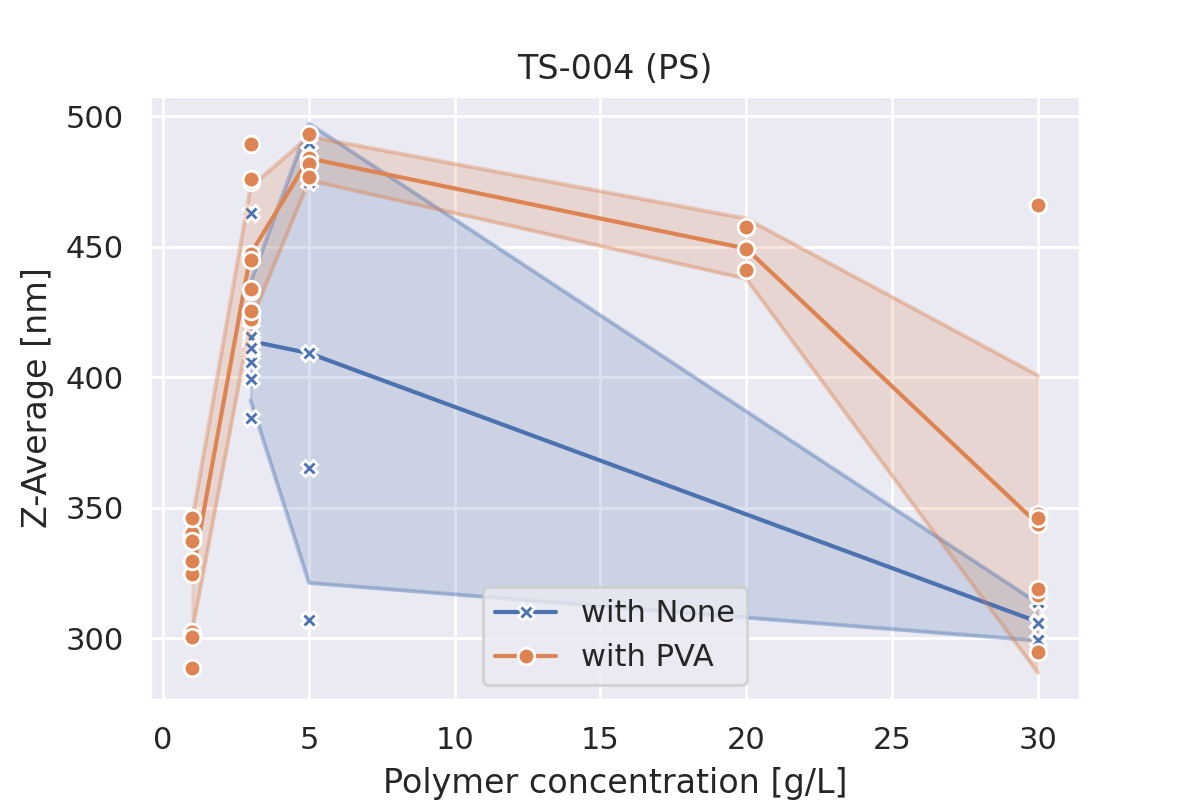 TS-004 (PS)
Z-Average [nm]
500
450
400
350
300
with None
with PVA
0 5 10 15 20 25 30
Polymer concentration [g/L]